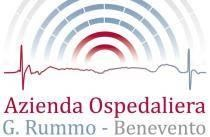 Azienda Ospedaliera
G. Rummo - Benevento